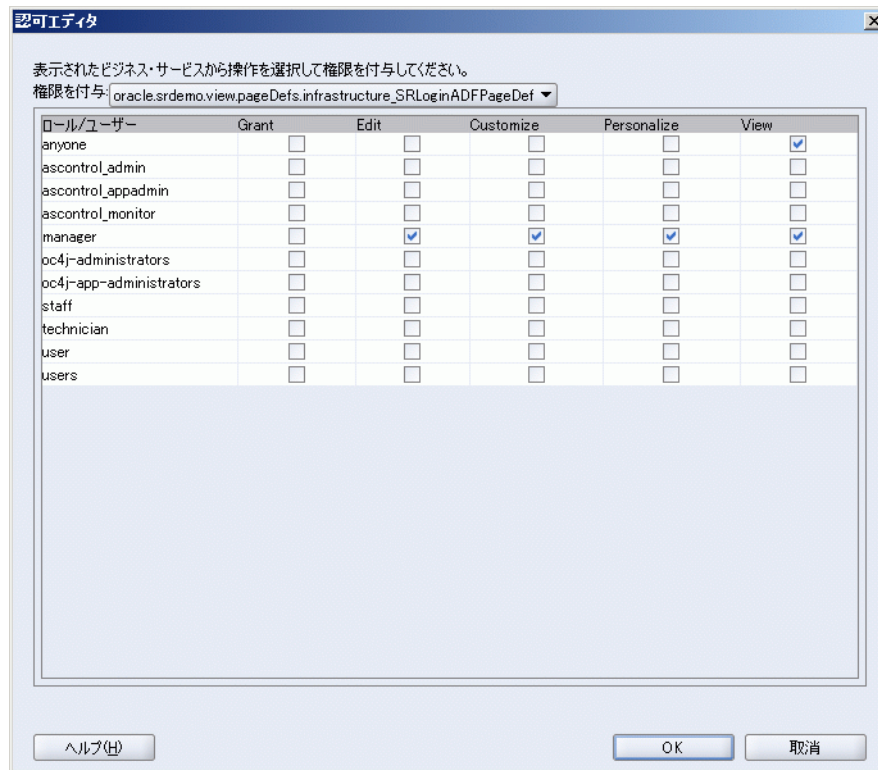 認可エディタ
表示されたビジネス・サービスから操作を選択して権限を付与してください。
権限を付与: oracle.srdemo.view.pageDefs.infrastructure_SRLoginADFPageDef
ロール/ユーザー Grant Edit Customize Personalize View
anyone
ascontrol_admin
ascontrol_appadmin
ascontrol_monitor
manager
oc4j-administrators
oc4j-app-administrators
staff
technician
user
users
ヘルプ(H) OK 取消